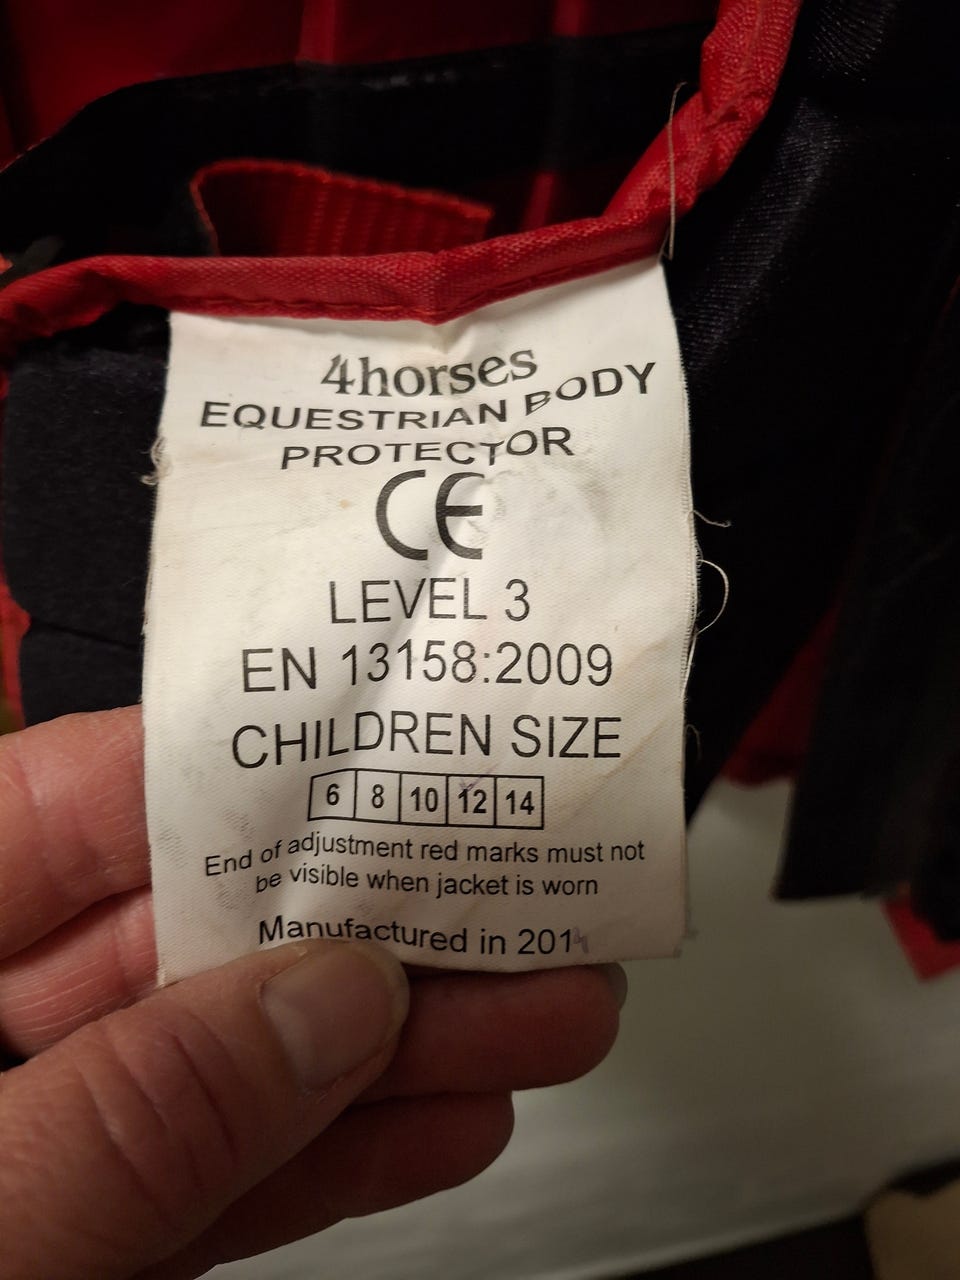 4horses
EQUESTRIAN BODY
PROTECTOR
CE
LEVEL 3
EN 13158:2009
CHILDREN SIZE
6 8 10 12 14
End of adjustment red marks must not
be visible when jacket is worn
Manufactured in